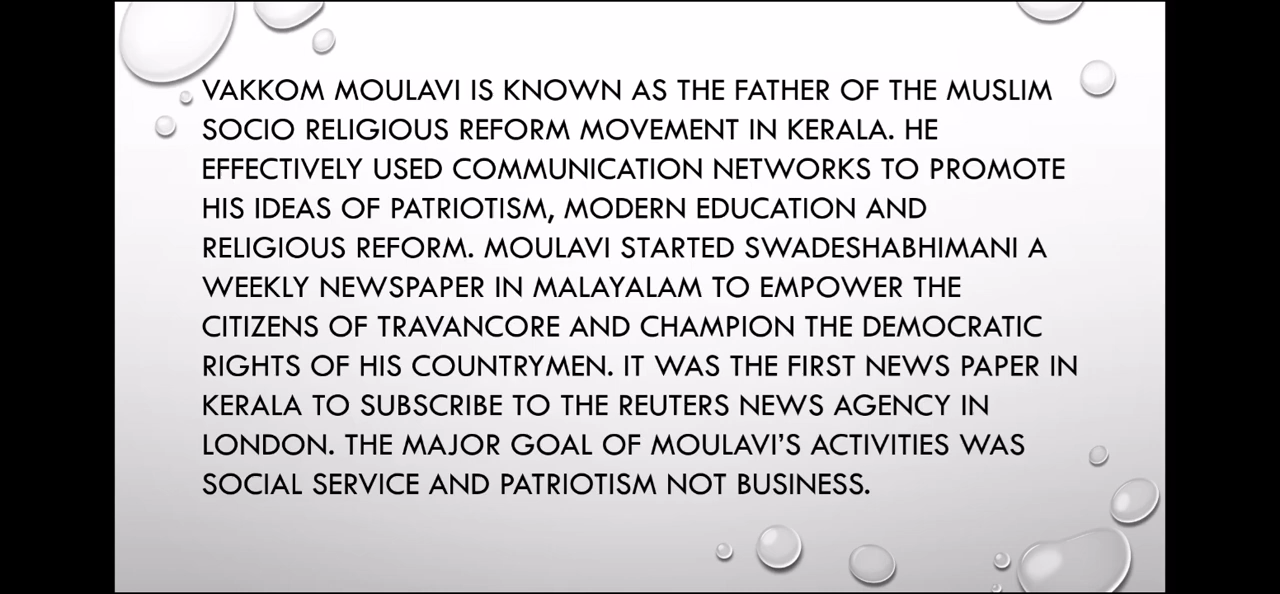 VAKKOM MOULAVI IS KNOWN AS THE FATHER OF THE MUSLIM
SOCIO RELIGIOUS REFORM MOVEMENT IN KERALA. HE
EFFECTIVELY USED COMMUNICATION NETWORKS TO PROMOTE
HIS IDEAS OF PATRIOTISM, MODERN EDUCATION AND
RELIGIOUS REFORM. MOULAVI STARTED SWADESHABHIMANI A
WEEKLY NEWSPAPER IN MALAYALAM TO EMPOWER THE
CITIZENS OF TRAVANCORE AND CHAMPION THE DEMOCRATIC
RIGHTS OF HIS COUNTRYMEN. IT WAS THE FIRST NEWS PAPER IN
KERALA TO SUBSCRIBE TO THE REUTERS NEWS AGENCY IN
LONDON. THE MAJOR GOAL OF MOULAVI'S ACTIVITIES WAS
SOCIAL SERVICE AND PATRIOTISM NOT BUSINESS.